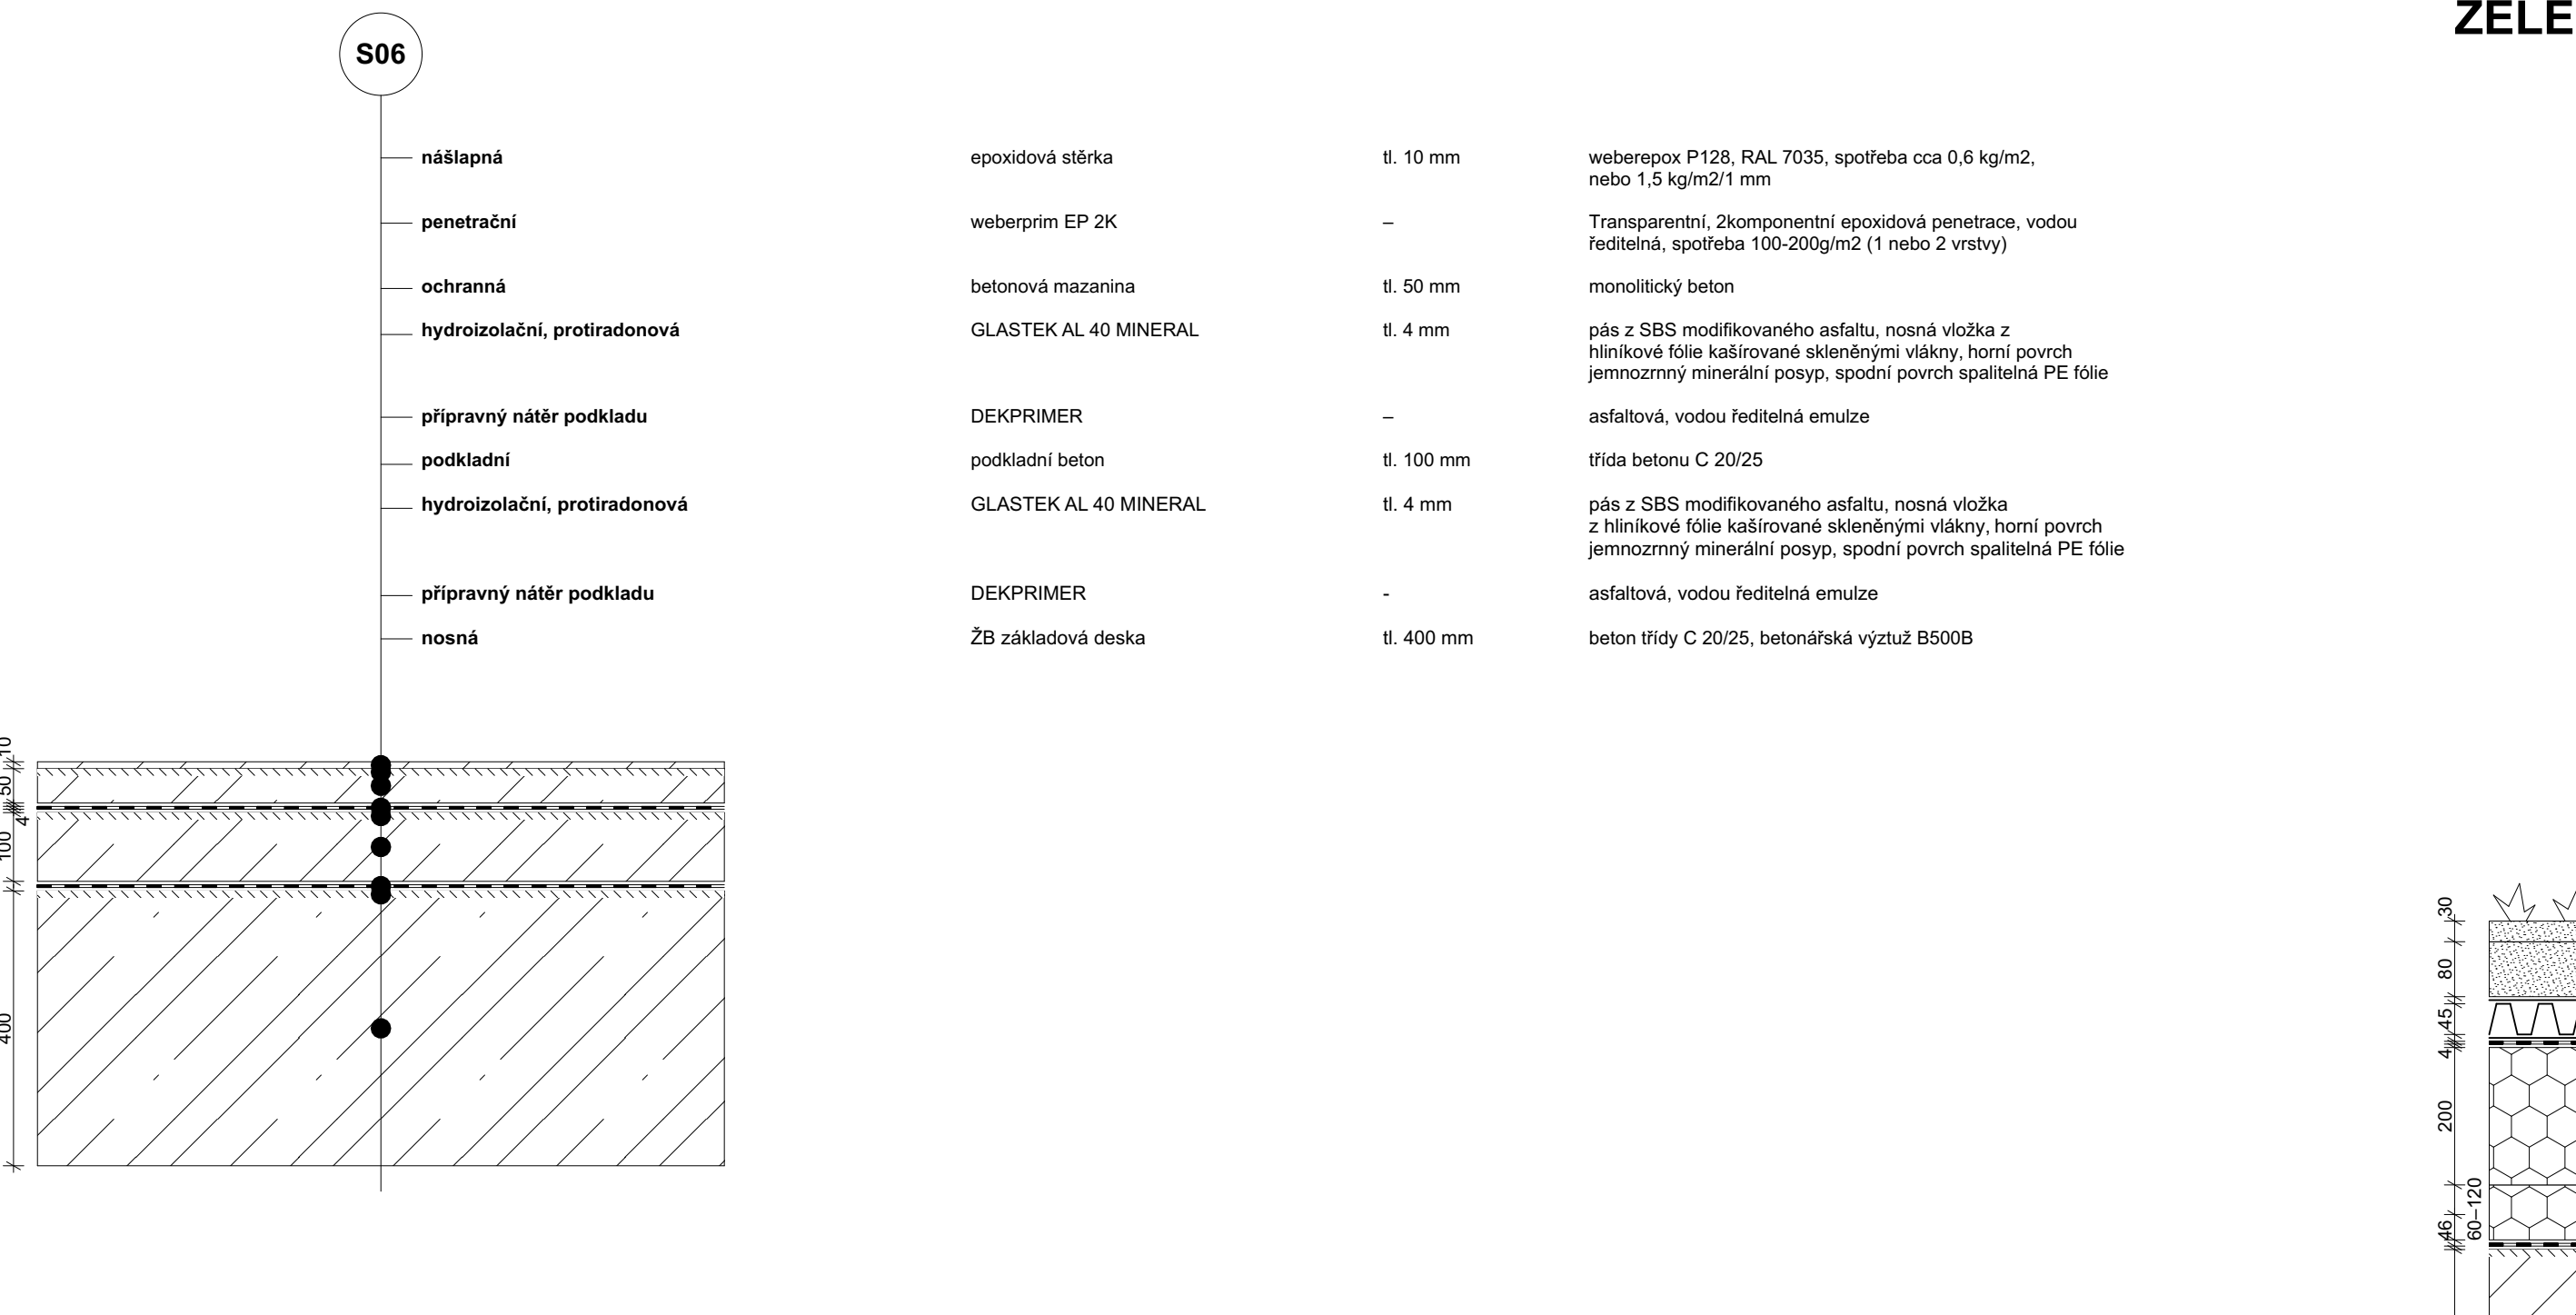 S06
ZELE
nášlapná epoxidová stěrka tl. 10 mm weberepox P128, RAL 7035, spotřeba cca 0,6 kg/m2,
nebo 1,5 kg/m2/1 mm
penetrační weberprim EP 2K – Transparentní, 2komponentní epoxidová penetrace, vodou
ředitelná, spotřeba 100-200g/m2 (1 nebo 2 vrstvy)
ochranná betonová mazanina tl. 50 mm monolitický beton
hydroizolační, protiradonová GLASTEK AL 40 MINERAL tl. 4 mm pás z SBS modifikovaného asfaltu, nosná vložka z
hliníkové fólie kašírované skleněnými vlákny, horní povrch
jemnozrnný minerální posyp, spodní povrch spalitelná PE fólie
přípravný nátěr podkladu DEKPRIMER – asfaltová, vodou ředitelná emulze
podkladní podkladní beton tl. 100 mm třída betonu C 20/25
hydroizolační, protiradonová GLASTEK AL 40 MINERAL tl. 4 mm pás z SBS modifikovaného asfaltu, nosná vložka
z hliníkové fólie kašírované skleněnými vlákny, horní povrch
jemnozrnný minerální posyp, spodní povrch spalitelná PE fólie
přípravný nátěr podkladu DEKPRIMER - asfaltová, vodou ředitelná emulze
nosná ŽB základová deska tl. 400 mm beton třídy C 20/25, betonářská výztuž B500B
10
50
4
100
400
30
80
45
4
200
60–120
46